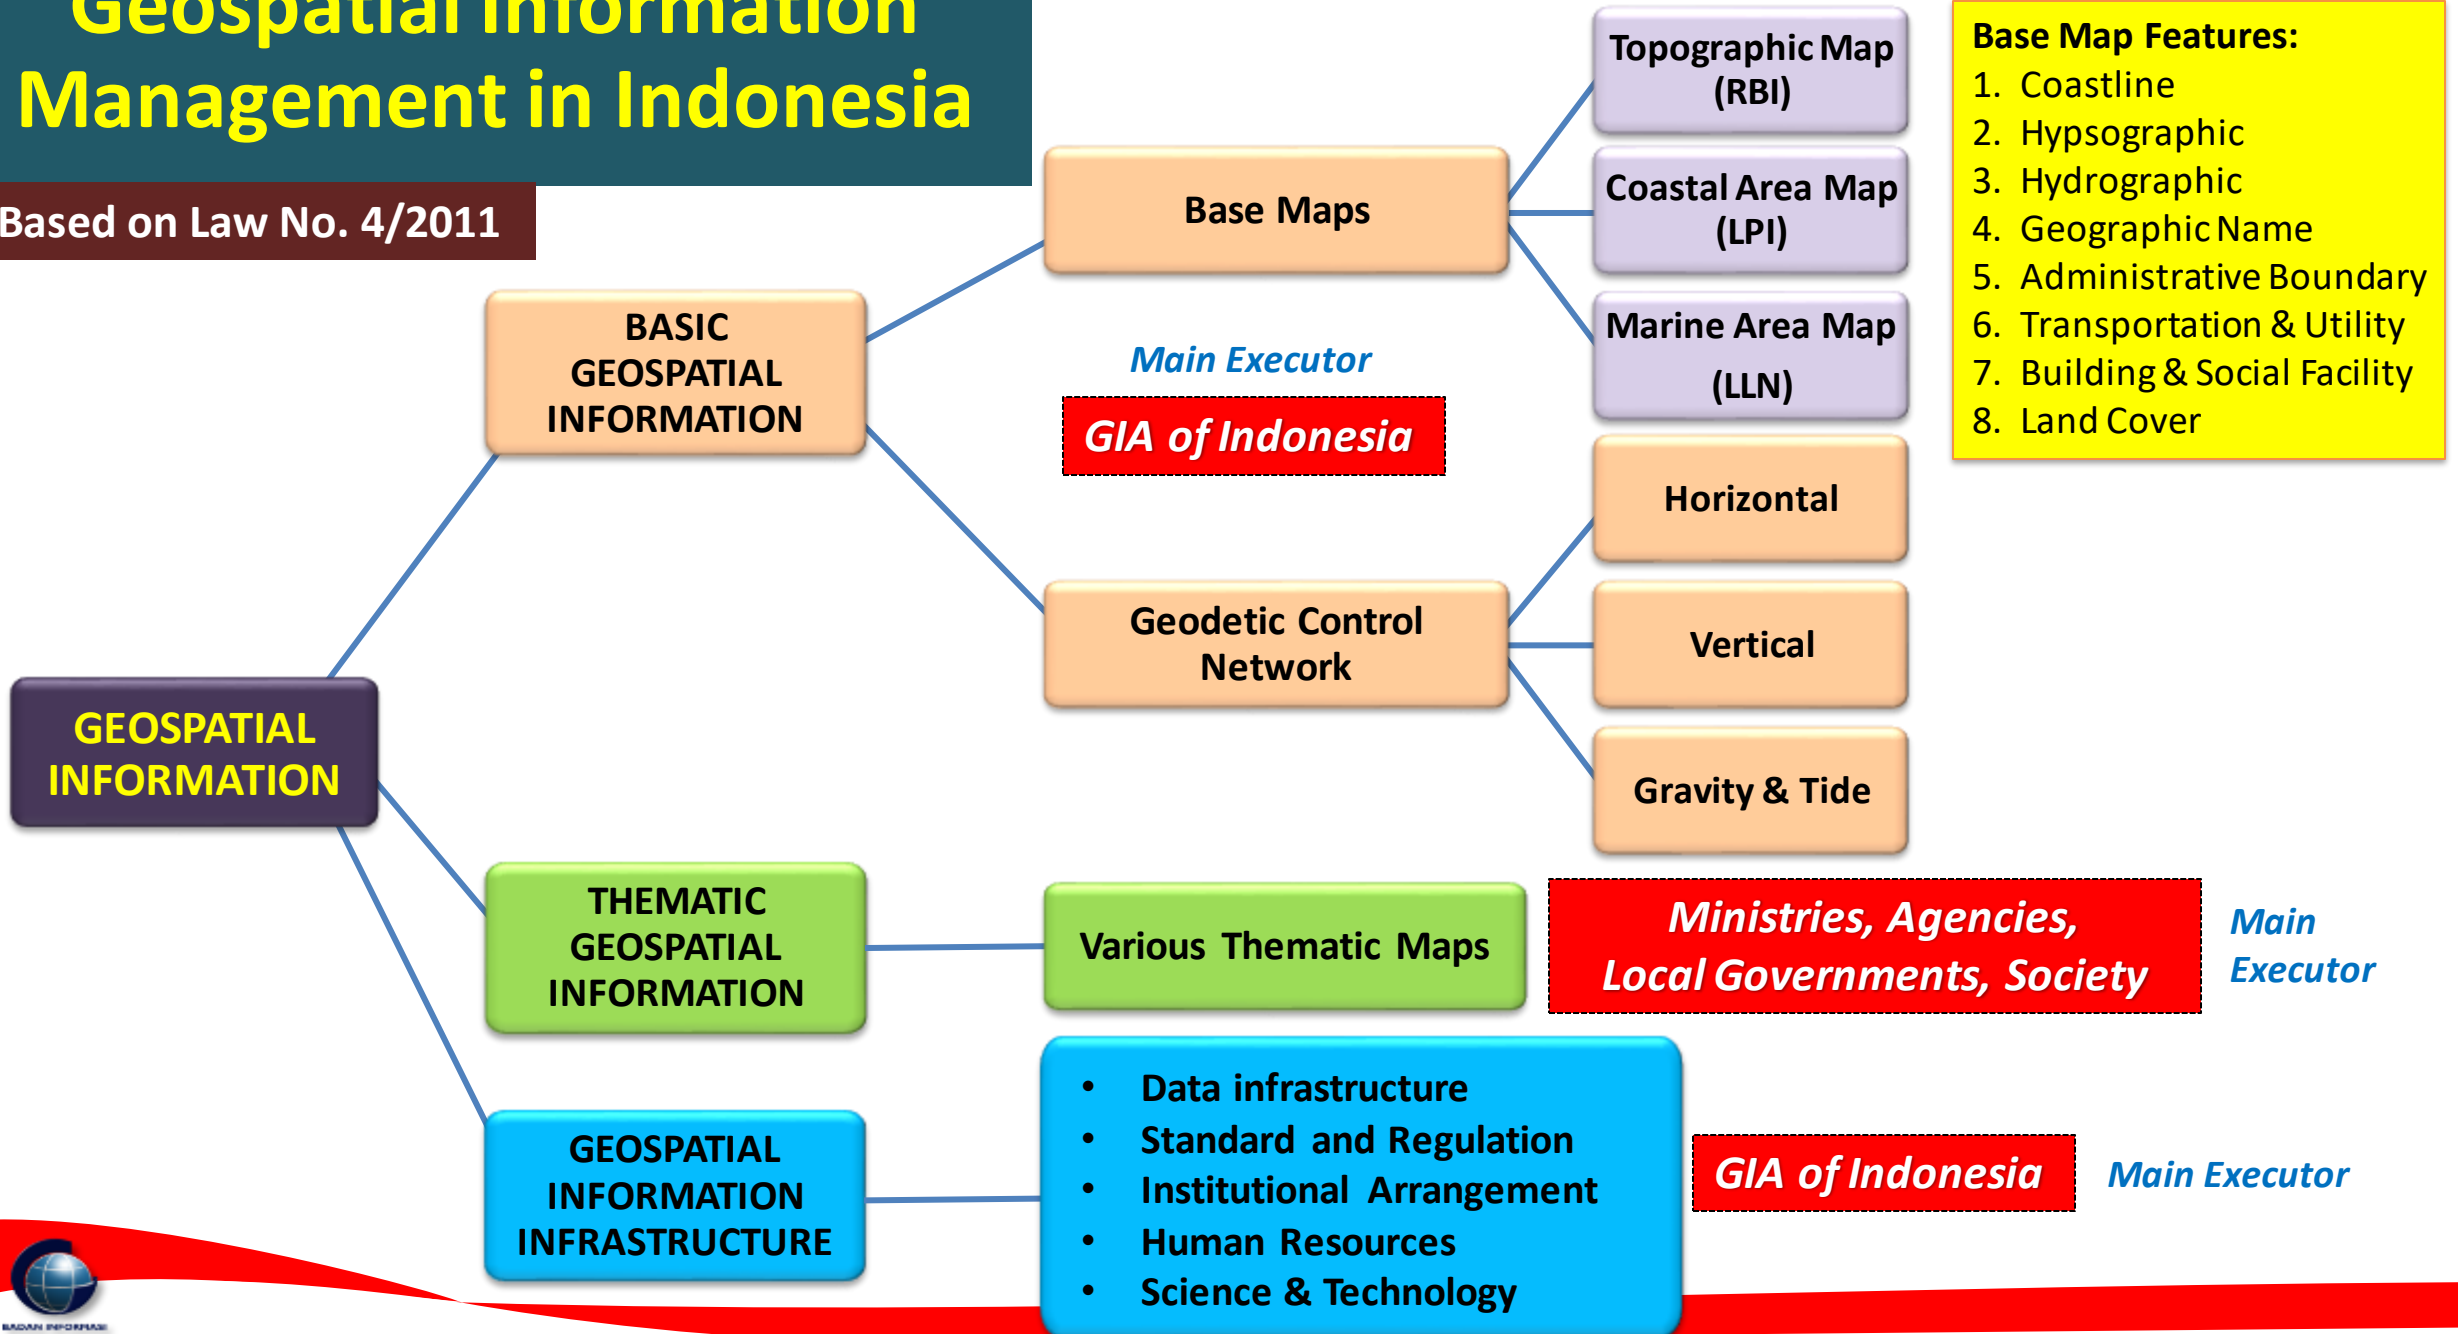 Geospatial Information
Management in Indonesia
Based on Law No. 4/2011
GEOSPATIAL
INFORMATION
BASIC
GEOSPATIAL
INFORMATION
Base Maps
Topographic Map
(RBI)
Coastal Area Map
(LPI)
Marine Area Map
(LLN)
Base Map Features:
1. Coastline
2. Hypsographic
3. Hydrographic
4. Geographic Name
5. Administrative Boundary
6. Transportation & Utility
7. Building & Social Facility
8. Land Cover
Main Executor
GIA of Indonesia
Geodetic Control
Network
Horizontal
Vertical
Gravity & Tide
THEMATIC
GEOSPATIAL
INFORMATION
Various Thematic Maps
Ministries, Agencies,
Local Governments, Society
Main
Executor
GEOSPATIAL
INFORMATION
INFRASTRUCTURE
• Data infrastructure
• Standard and Regulation
• Institutional Arrangement
• Human Resources
• Science & Technology
GIA of Indonesia
Main Executor
BADAN INFORMASI